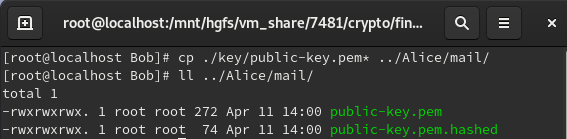 root@localhost:/mnt/hgfs/vm_share/7481/crypto/fin...
[root@localhost Bob]# cp ./key/public-key.pem* ../Alice/mail/
[root@localhost Bob]# ll ../Alice/mail/
total 1
-rwxrwxrwx. 1 root root 272 Apr 11 14:00 public-key.pem
-rwxrwxrwx. 1 root root  74 Apr 11 14:00 public-key.pem.hashed